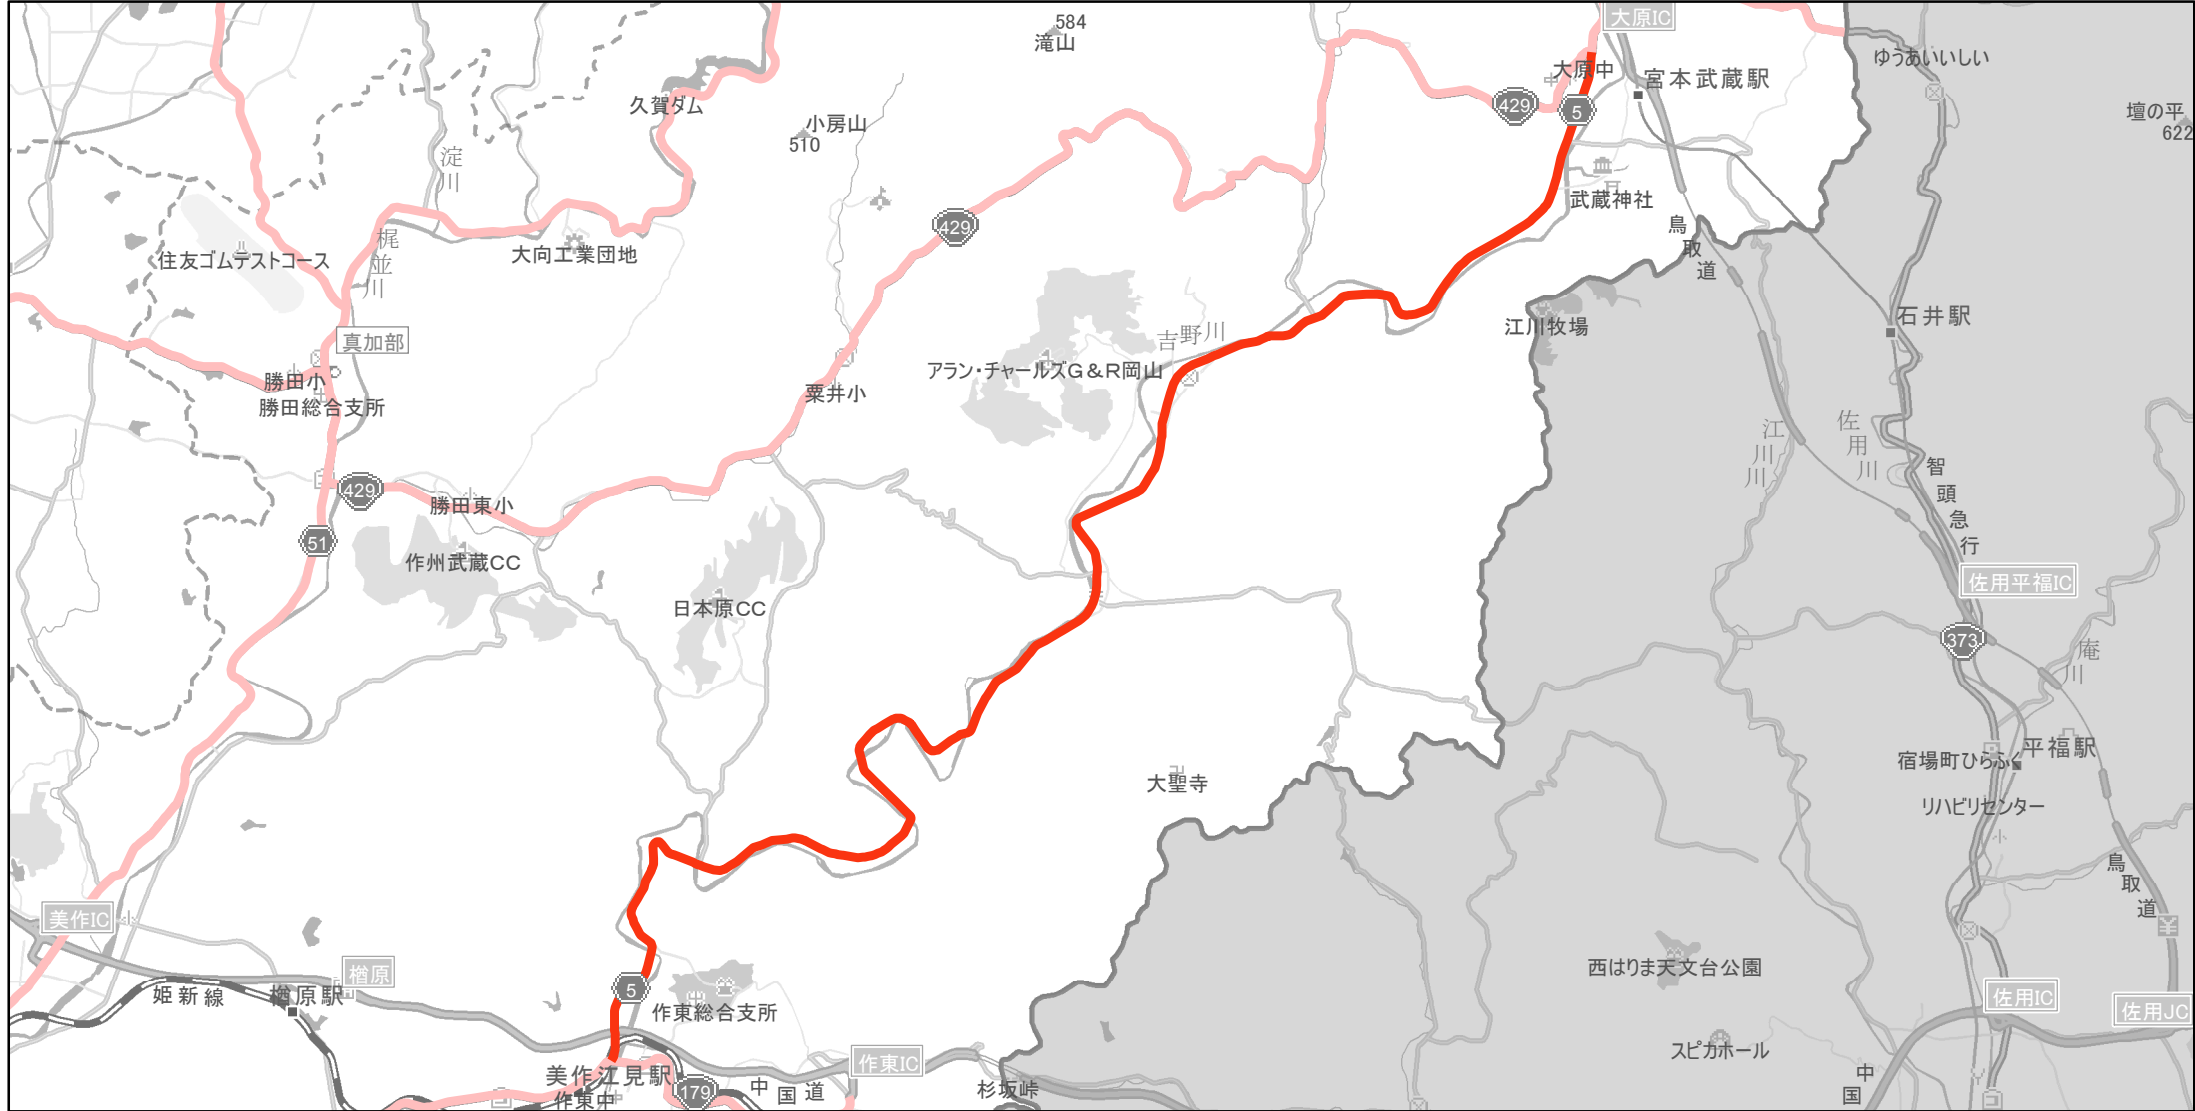 大原IC
584
滝山
ゆうあいいしい
大原中
宮本武蔵駅
久賀ダム
429
5
壇の平
622
小房山
510
淀川
武蔵神社
429
鳥取道
梶並川
住友ゴムテストコース
大向工業団地
石井駅
江川牧場
吉野川
真加部
アラン・チャールズG&R岡山
勝田小
勝田総合支所
粟井小
江川川
佐用川
智頭急行
429
勝田東小
51
作州武蔵CC
佐用平福IC
日本原CC
373
庵川
平福駅
宿場町ひらふく
大聖寺
リハビリセンター
鳥取道
美作IC
楢原
西はりま天文台公園
姫新線
楢原駅
5
佐用IC
作東総合支所
佐用JC
スピカホール
作東IC
美作江見駅
作東中
179
中国道
杉坂峠
中国